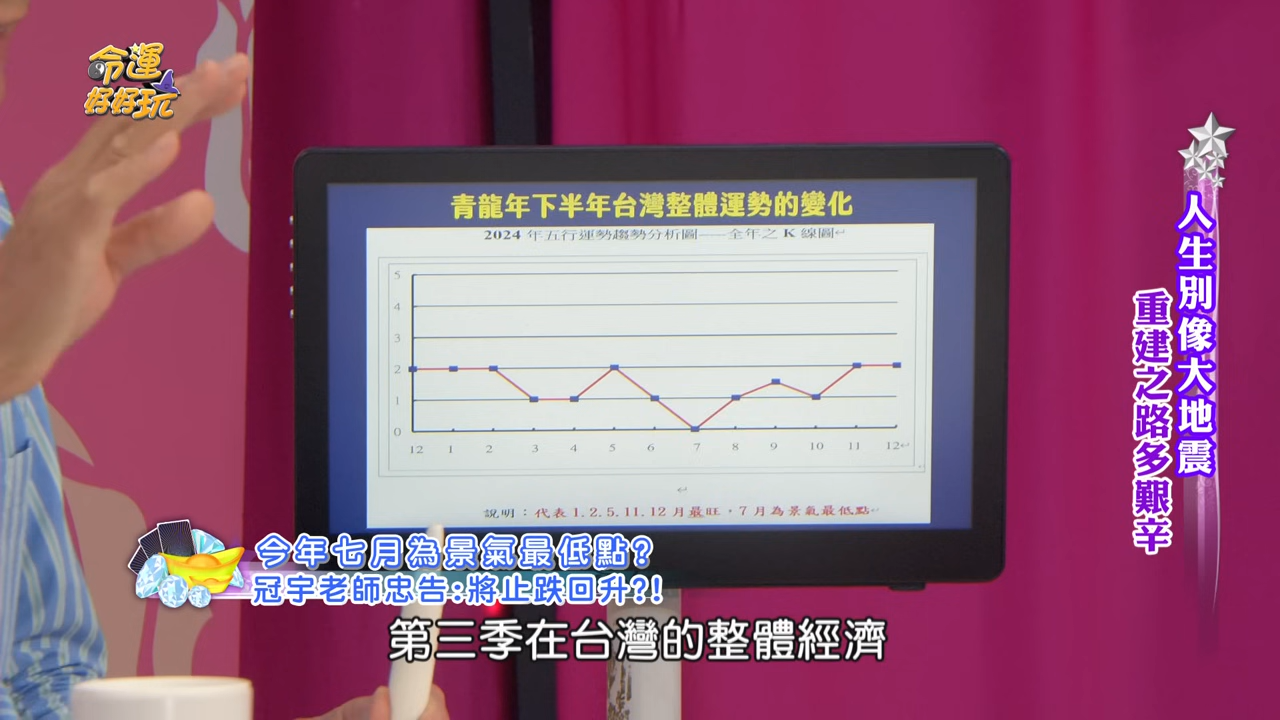 命運
好好玩
人生別像大地震
重建之路多艱辛
青龍年下半年台灣整體運勢的變化
2024 年五行運勢趨勢分析圖——全年之 K 線圖
5
4
3
2
1
0
12 1 2 3 4 5 6 7 8 9 10 11 12
說明：代表 1. 2. 5. 11. 12 月最旺，7 月為景氣最低點
今年七月為景氣最低點?
冠宇老師忠告:將止跌回升?!
第三季在台灣的整體經濟